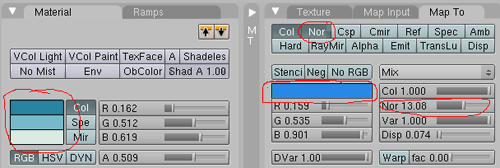 Material
Ramps
VCol Light VCol Paint TexFace A Shadeles
No Mist Env ObColor Shad A 1.00
Col
Spe
Mir
R 0.162
G 0.512
B 0.619
RGB HSV DYN
A 0.509
MT
Texture Map Input Map To
Col Nor Csp Cmir Ref Spec Amb
Hard RayMir Alpha Emit TransLu Disp
Stenci Neg No RGB
R 0.159
G 0.535
B 0.901
DVar 1.00
Mix
Col 1.000
Nor 13.08
Var 1.000
Disp 0.074
Warp fac 0.00